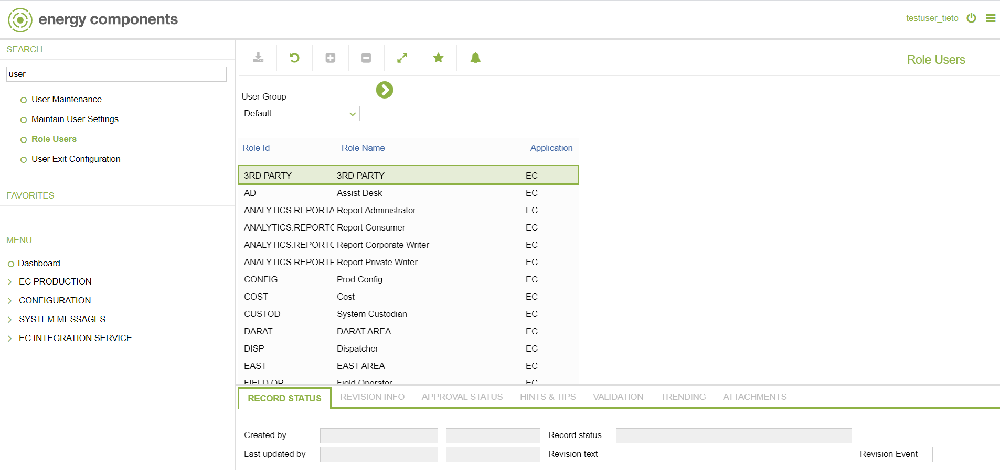 energy components
testuser_tieto
SEARCH
user
User Maintenance
Maintain User Settings
Role Users
User Exit Configuration
FAVORITES
MENU
Dashboard
EC PRODUCTION
CONFIGURATION
SYSTEM MESSAGES
EC INTEGRATION SERVICE
Role Users
User Group
Default
Role Id Role Name Application
3RD PARTY 3RD PARTY EC
AD Assist Desk EC
ANALYTICS.REPORTA Report Administrator EC
ANALYTICS.REPORTC Report Consumer EC
ANALYTICS.REPORTC Report Corporate Writer EC
ANALYTICS.REPORTP Report Private Writer EC
CONFIG Prod Config EC
COST Cost EC
CUSTOD System Custodian EC
DARAT DARAT AREA EC
DISP Dispatcher EC
EAST EAST AREA EC
FIELD OP Field Operator EC
RECORD STATUS REVISION INFO APPROVAL STATUS HINTS & TIPS VALIDATION TRENDING ATTACHMENTS
Created by Record status
Last updated by Revision text Revision Event